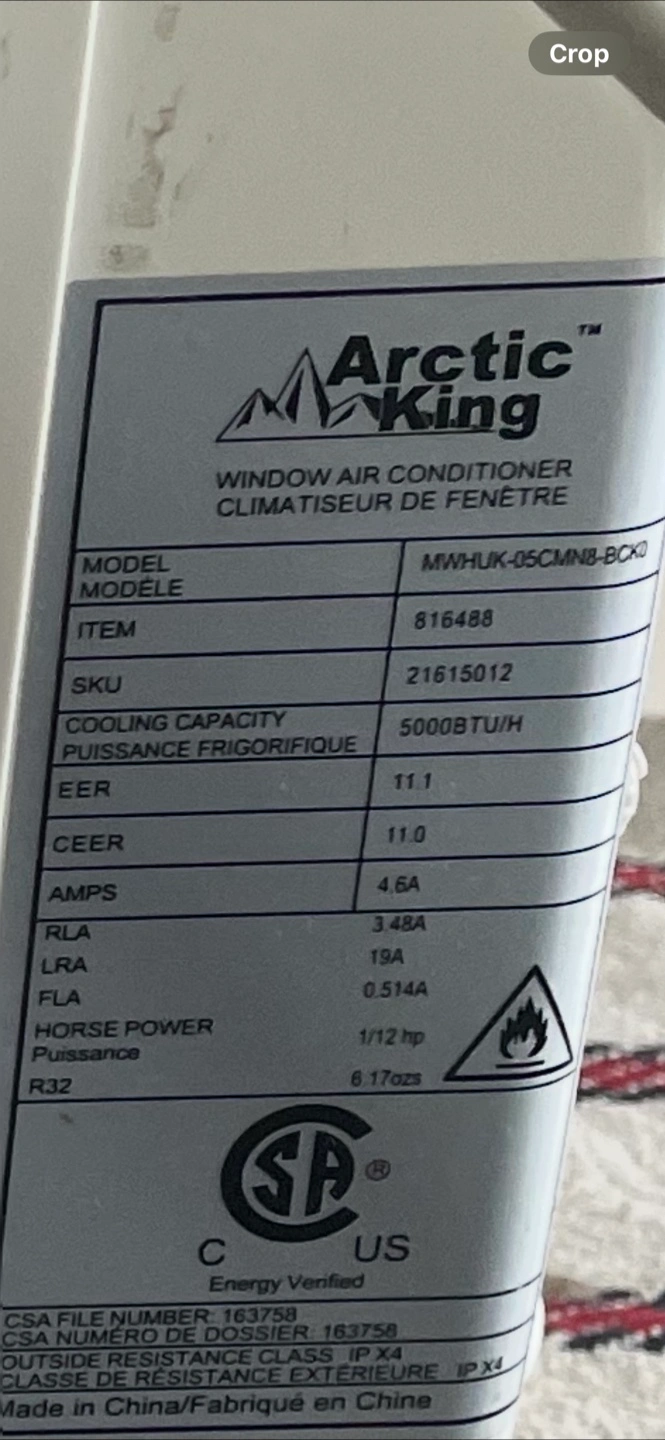 Crop
Arctic™
King
WINDOW AIR CONDITIONER
CLIMATISEUR DE FENÊTRE
MODEL MWHUK-05CMN8-BCK0
MODÈLE
ITEM 816488
SKU 21615012
COOLING CAPACITY 5000BTU/H
PUISSANCE FRIGORIFIQUE
EER 11.1
CEER 11.0
AMPS 4.6A
RLA 3.48A
LRA 19A
FLA 0.514A
HORSE POWER 1/12 hp
Puissance
R32 6.17ozs
CSA ®
C US
Energy Verified
CSA FILE NUMBER: 163758
CSA NUMÉRO DE DOSSIER: 163758
OUTSIDE RESISTANCE CLASS IP X4
CLASSE DE RÉSISTANCE EXTÉRIEURE IP X4
Made in China/Fabriqué en Chine